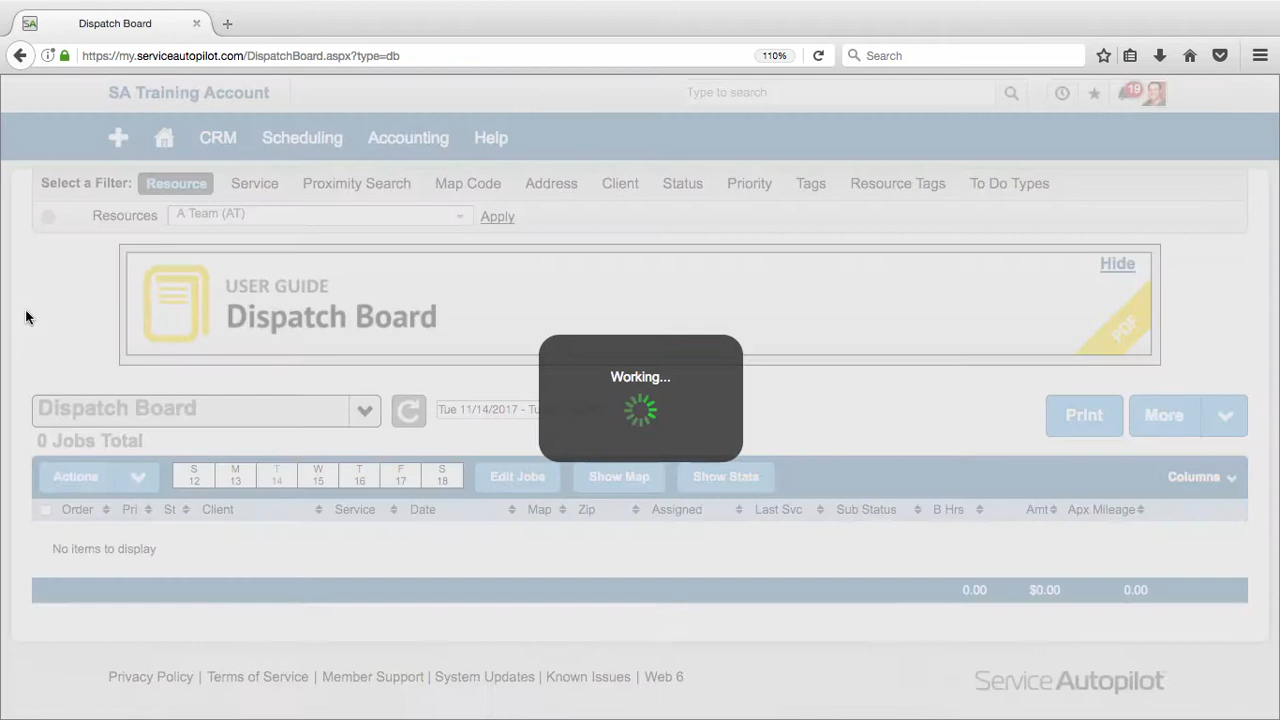 SA Dispatch Board × +
https://my.serviceautopilot.com/DispatchBoard.aspx?type=db 110% Search
SA Training Account Type to search 19
CRM Scheduling Accounting Help
Select a Filter: Resource Service Proximity Search Map Code Address Client Status Priority Tags Resource Tags To Do Types
Resources A Team (AT) Apply
Hide
USER GUIDE
Dispatch Board
PDF
Working...
Dispatch Board Tue 11/14/2017 - Tu Print More
0 Jobs Total
Actions S M T W T F S Edit Jobs Show Map Show Stats Columns
12 13 14 15 16 17 18
Order Pri St Client Service Date Map Zip Assigned Last Svc Sub Status B Hrs Amt Apx Mileage
No items to display
0.00 $0.00 0.00
Privacy Policy | Terms of Service | Member Support | System Updates | Known Issues | Web 6
Service Autopilot